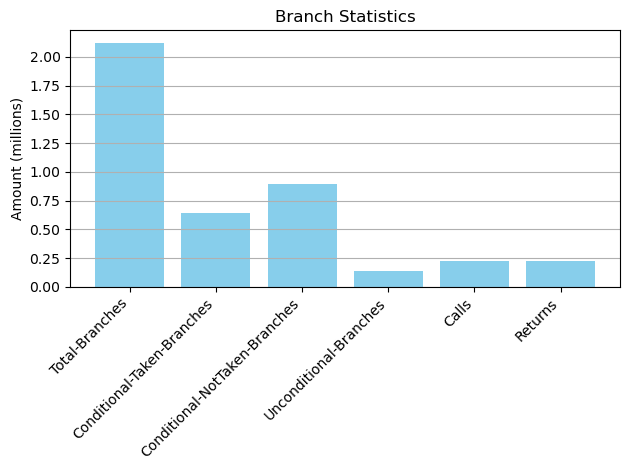 Branch Statistics
Amount (millions)
2.00
1.75
1.50
1.25
1.00
0.75
0.50
0.25
0.00
Total-Branches
Conditional-Taken-Branches
Conditional-NotTaken-Branches
Unconditional-Branches
Calls
Returns